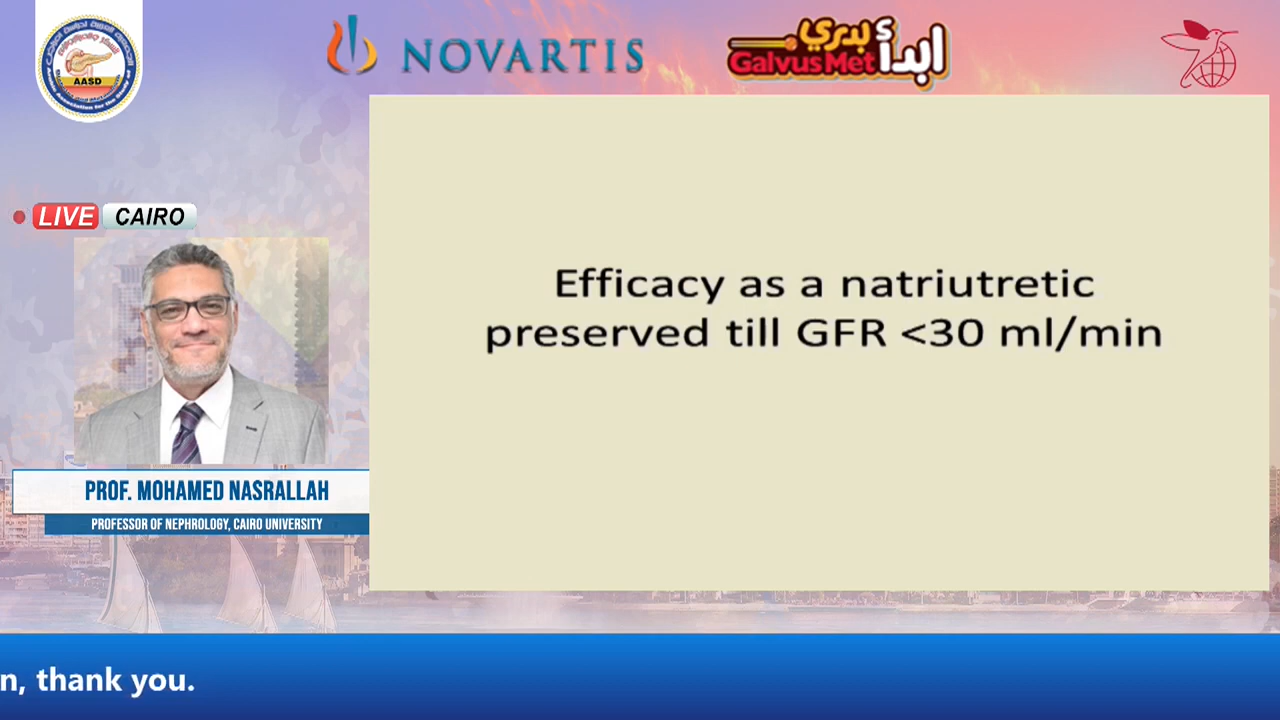 AASD
NOVARTIS
ابدأ بدري
GalvusMet
LIVE CAIRO
Efficacy as a natriutretic
preserved till GFR <30 ml/min
PROF. MOHAMED NASRALLAH
PROFESSOR OF NEPHROLOGY, CAIRO UNIVERSITY
n, thank you.